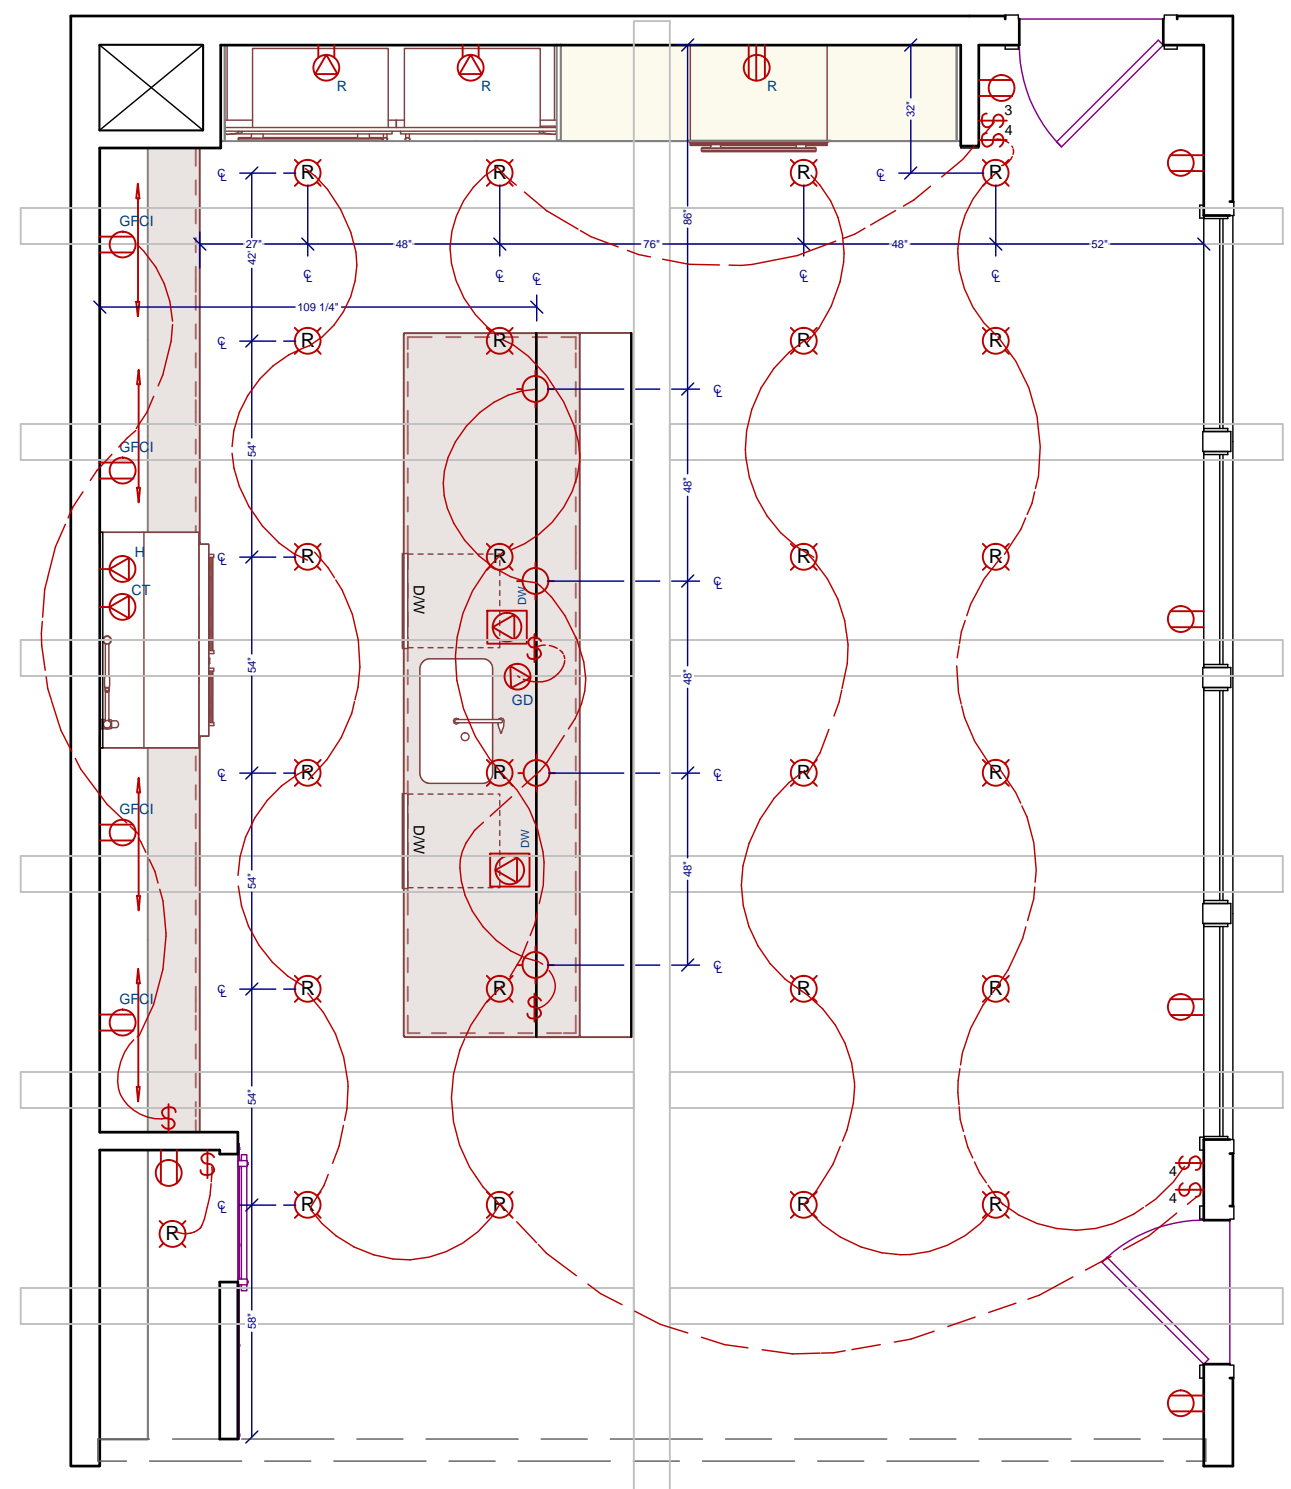 R
R
R
3
4
32"
R
R
R
R
℄
℄
GFCI
86"
27"
48"
76"
48"
52"
42"
℄
℄
℄
℄
℄
109 1/4"
R
R
R
R
℄
℄
GFCI
54"
48"
H
R
R
R
R
℄
℄
CT
D/W
DW
54"
48"
GD
R
R
R
R
℄
℄
GFCI
D/W
DW
54"
48"
℄
R
R
R
R
℄
GFCI
54"
4
4
R
R
R
R
℄
R
58"